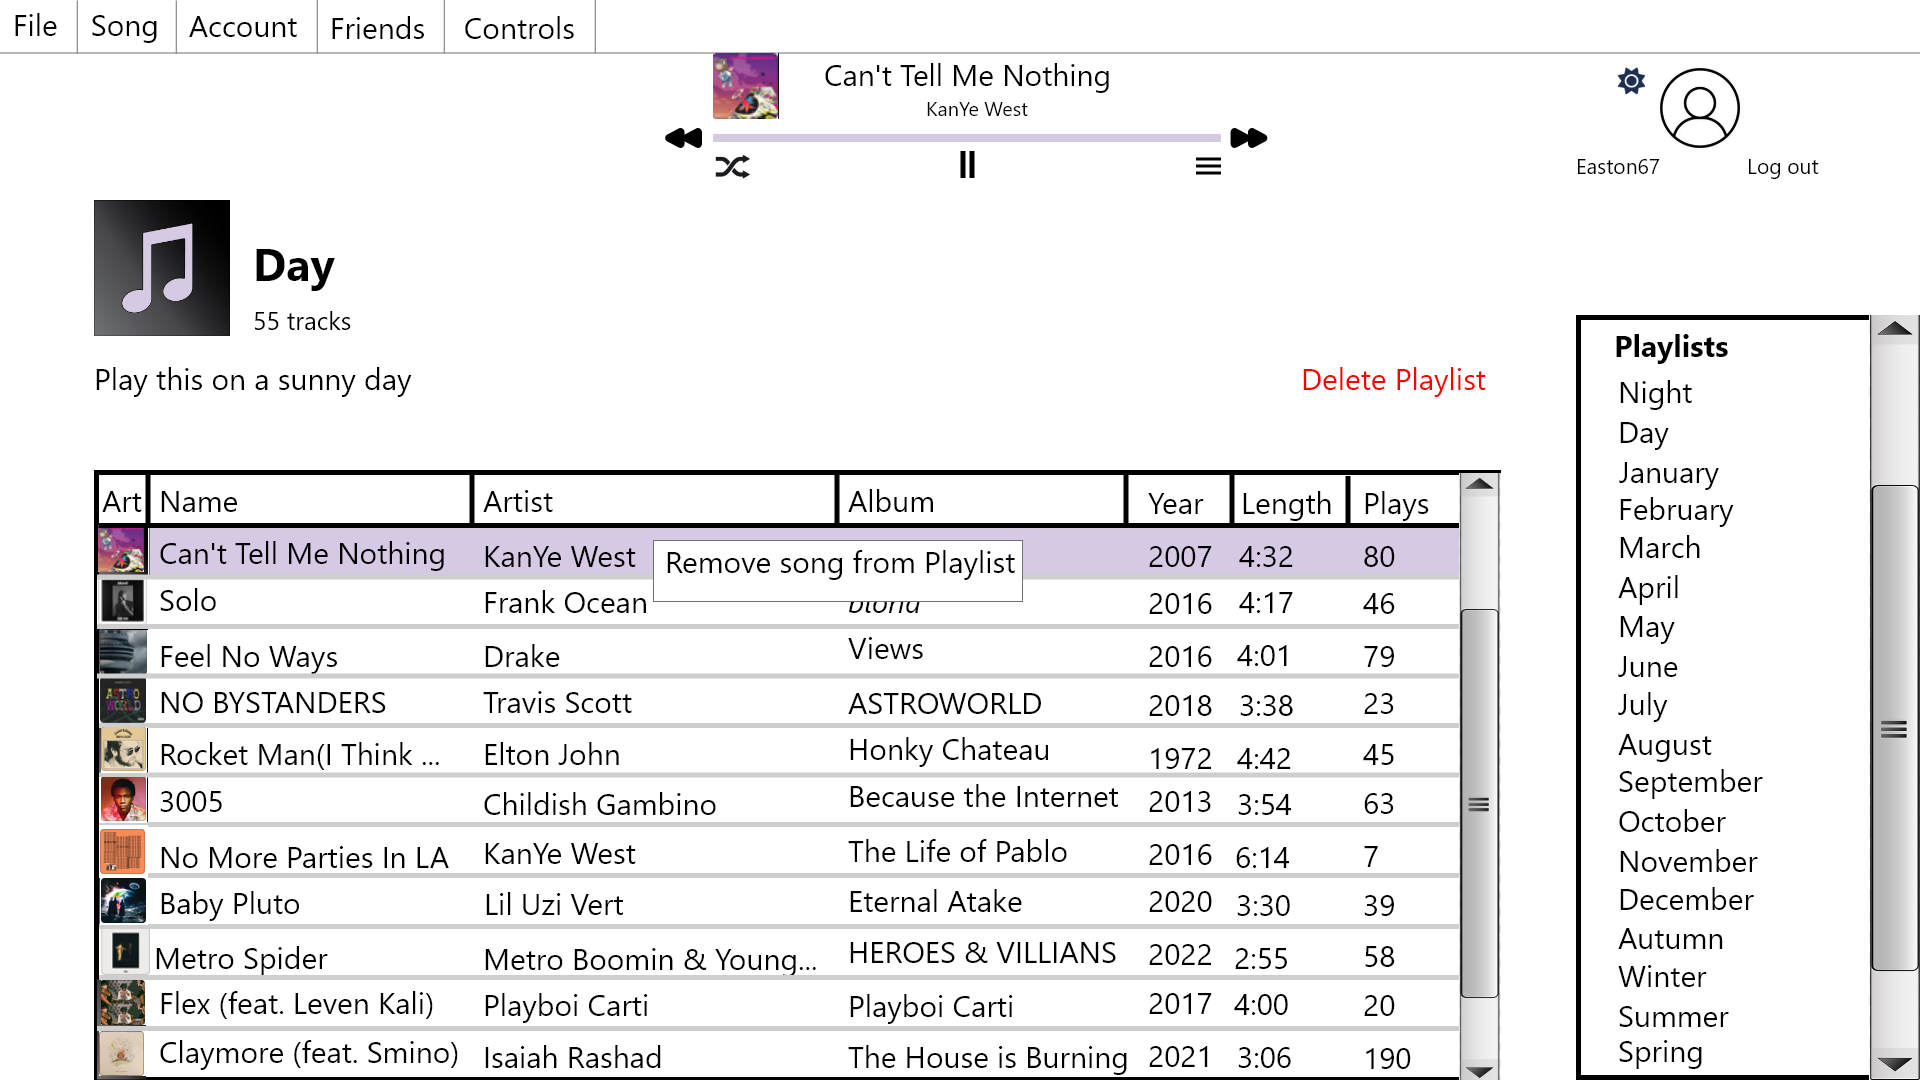 File Song Account Friends Controls
Can't Tell Me Nothing
KanYe West
Easton67 Log out
Day
55 tracks
Play this on a sunny day
Delete Playlist
Art Name Artist Album Year Length Plays
Can't Tell Me Nothing KanYe West 2007 4:32 80
Remove song from Playlist
Solo Frank Ocean blond 2016 4:17 46
Feel No Ways Drake Views 2016 4:01 79
NO BYSTANDERS Travis Scott ASTROWORLD 2018 3:38 23
Rocket Man(I Think ... Elton John Honky Chateau 1972 4:42 45
3005 Childish Gambino Because the Internet 2013 3:54 63
No More Parties In LA KanYe West The Life of Pablo 2016 6:14 7
Baby Pluto Lil Uzi Vert Eternal Atake 2020 3:30 39
Metro Spider Metro Boomin & Young... HEROES & VILLIANS 2022 2:55 58
Flex (feat. Leven Kali) Playboi Carti Playboi Carti 2017 4:00 20
Claymore (feat. Smino) Isaiah Rashad The House is Burning 2021 3:06 190
Playlists
Night
Day
January
February
March
April
May
June
July
August
September
October
November
December
Autumn
Winter
Summer
Spring